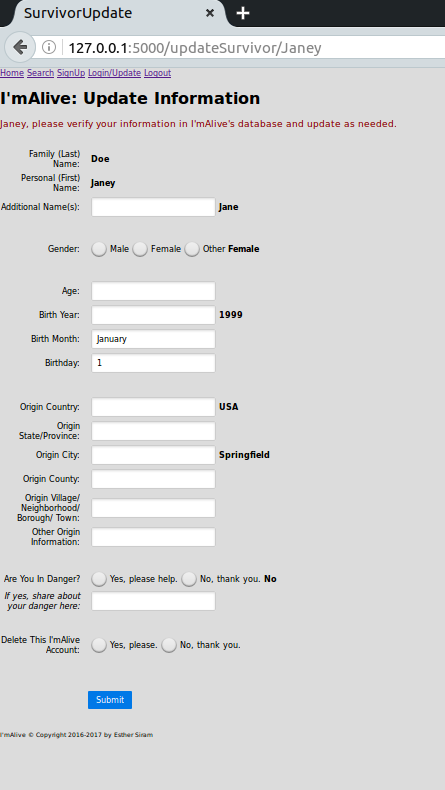 SurvivorUpdate
127.0.0.1:5000/updateSurvivor/Janey
Home Search SignUp Login/Update Logout
I'mAlive: Update Information
Janey, please verify your information in I'mAlive's database and update as needed.
Family (Last)
Name: Doe
Personal (First)
Name: Janey
Additional Name(s): Jane
Gender: Male Female Other Female
Age:
Birth Year: 1999
Birth Month: January
Birthday: 1
Origin Country: USA
Origin
State/Province:
Origin City: Springfield
Origin County:
Origin Village/
Neighborhood/
Borough/ Town:
Other Origin
Information:
Are You In Danger? Yes, please help. No, thank you. No
If yes, share about
your danger here:
Delete This I'mAlive
Account: Yes, please. No, thank you.
Submit
I'mAlive © Copyright 2016-2017 by Esther Siram